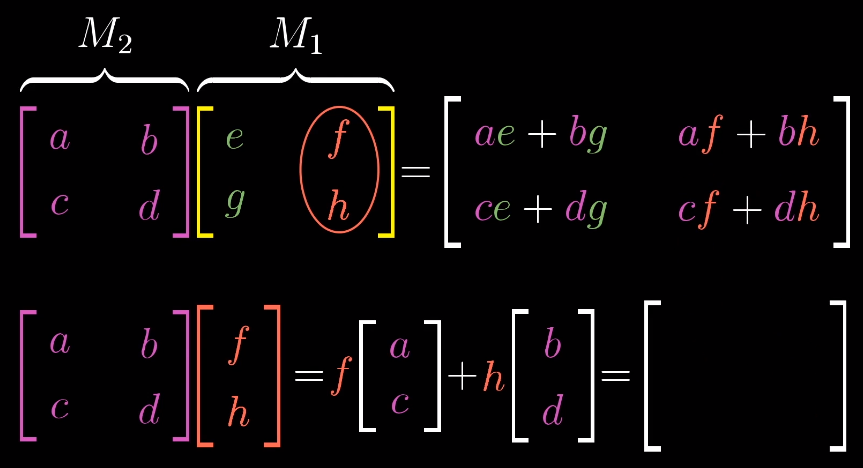 M₂ M₁
[a b; c d] [e f; g h] = [ae + bg af + bh; ce + dg cf + dh]
[a b; c d] [f; h] = f [a; c] + h [b; d] = [ ]